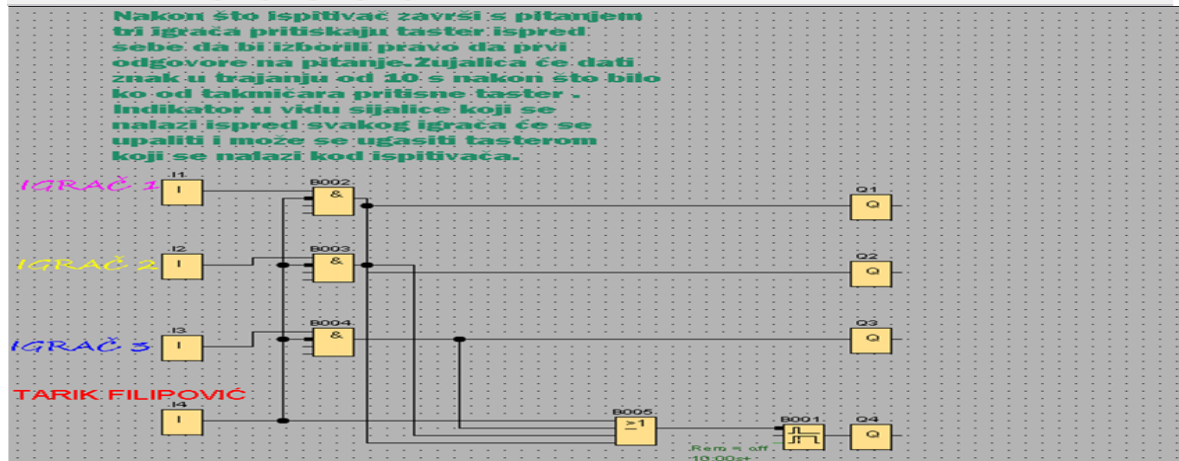 Nakon što ispitivač završi s pitanjem
tri igrača pritiskaju taster ispred
sebe da bi izborili pravo da prvi
odgovore na pitanje.Zujalica će dati
znak u trajanju od 10 s nakon što bilo
ko od takmičara pritisne taster .
Indikator u vidu sijalice koji se
nalazi ispred svakog igrača će se
upaliti i može se ugasiti tasterom
koji se nalazi kod ispitivača.
IGRAČ 1
I1
I
B002
&
Q1
Q
IGRAČ 2
I2
I
B003
&
Q2
Q
IGRAČ 3
I3
I
B004
&
Q3
Q
TARIK FILIPOVIĆ
I4
I
B005
≥1
B001
Q4
Q
Rem = off
10:00s+